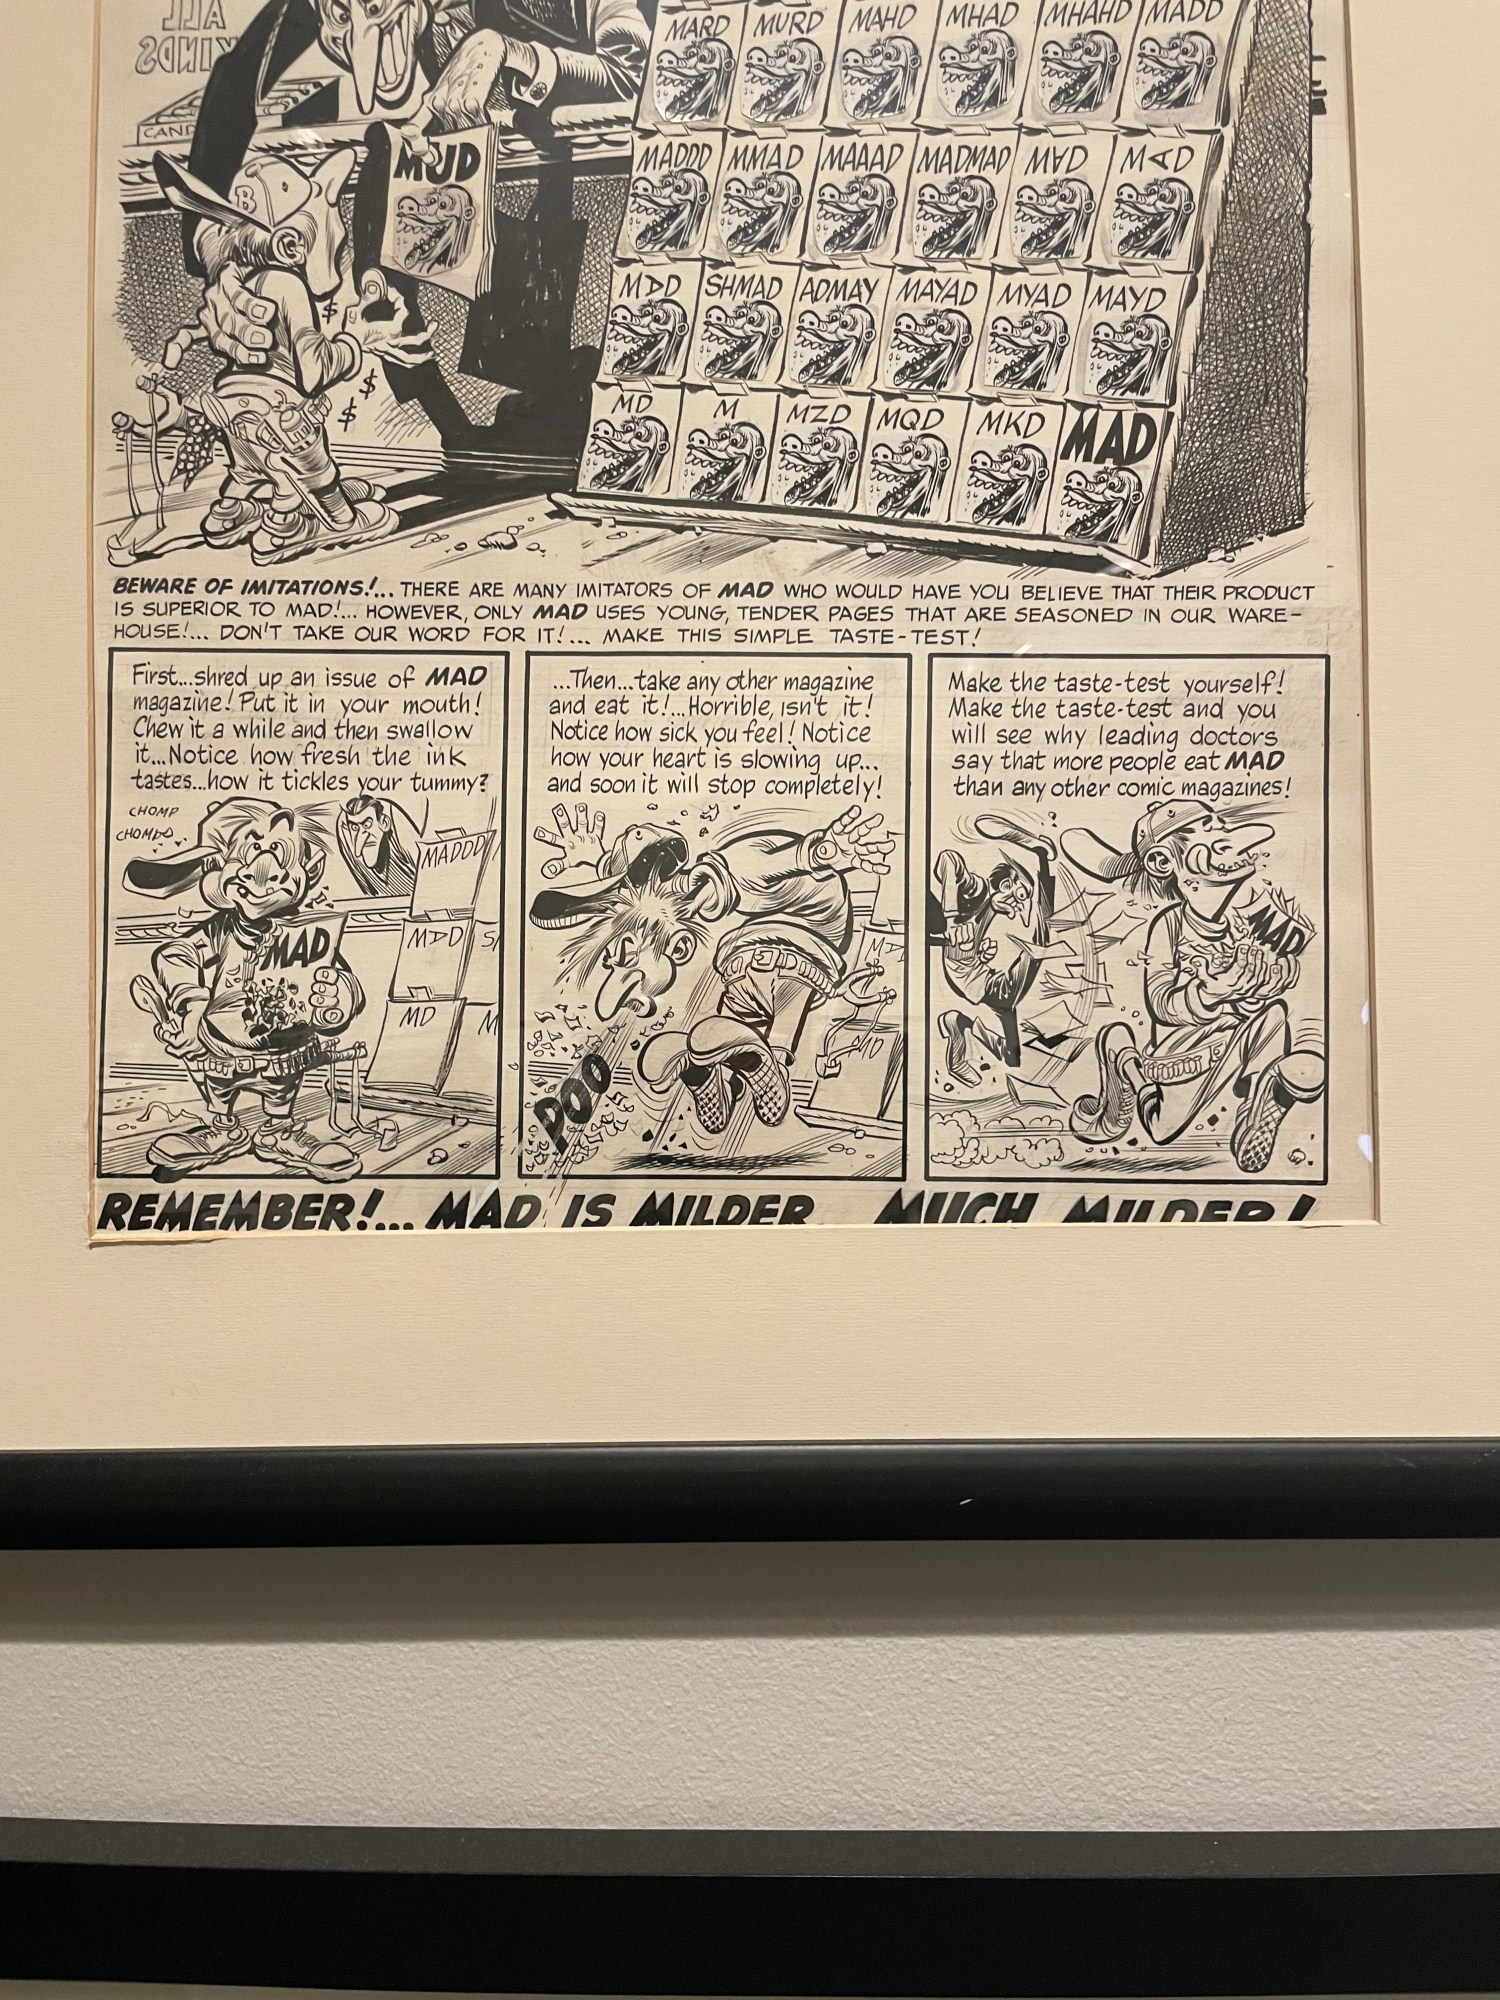 ALL
KINDS
CAND
B
MUD
MARD MURD MAHD MHAD MHAHD MADD
MADDD MMAD MAAAD MADMAD MAD MAD
MDD SHMAD ADMAY MAYAD MYAD MAYD
MD M MZD MQD MKD MAD
$
$
$
BEWARE OF IMITATIONS!... THERE ARE MANY IMITATORS OF MAD WHO WOULD HAVE YOU BELIEVE THAT THEIR PRODUCT
IS SUPERIOR TO MAD!... HOWEVER, ONLY MAD USES YOUNG, TENDER PAGES THAT ARE SEASONED IN OUR WARE-
HOUSE!... DON'T TAKE OUR WORD FOR IT!... MAKE THIS SIMPLE TASTE-TEST!
First...shred up an issue of MAD
magazine! Put it in your mouth!
Chew it a while and then swallow
it...Notice how fresh the ink
tastes...how it tickles your tummy?
CHOMP
CHOMP
MADDD
MAD
MDD
MD
M
...Then...take any other magazine
and eat it!...Horrible, isn't it!
Notice how sick you feel! Notice
how your heart is slowing up...
and soon it will stop completely!
POO
Make the taste-test yourself!
Make the taste-test and you
will see why leading doctors
say that more people eat MAD
than any other comic magazines!
MAD
REMEMBER!... MAD IS MILDER MUCH MILDER!